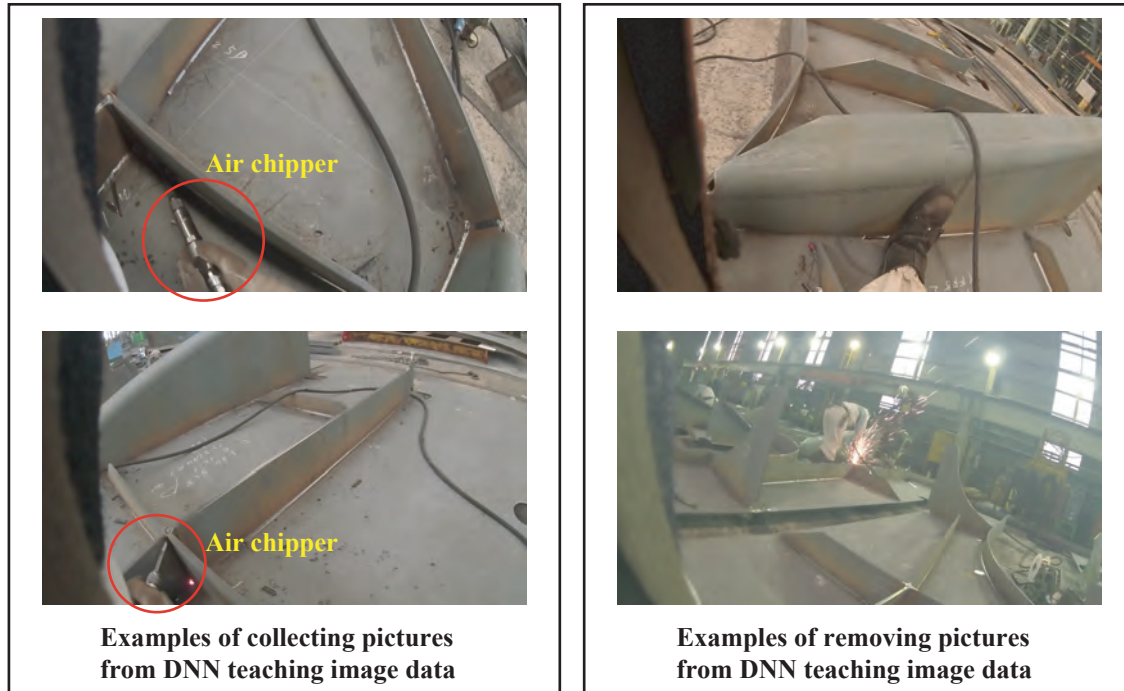 Air chipper
Air chipper
Examples of collecting pictures
from DNN teaching image data
Examples of removing pictures
from DNN teaching image data